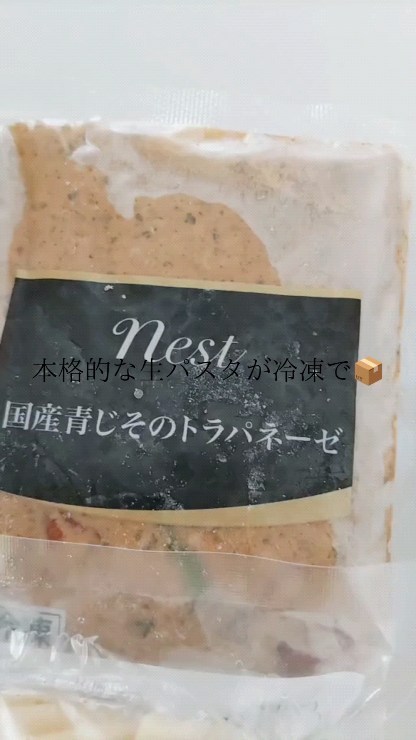 nest
本格的な生パスタが冷凍で📦
国産青じそのトラパネーゼ
冷凍